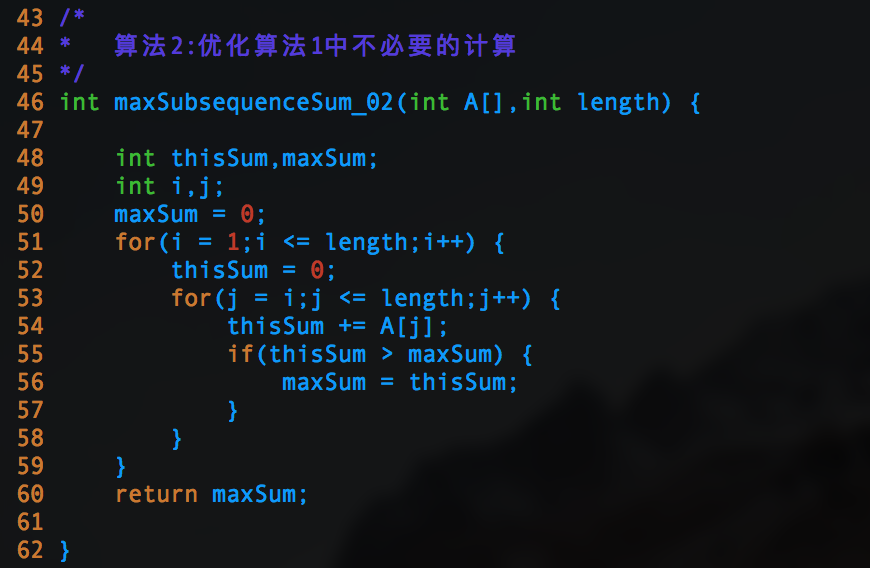 43 /*
44 *  算法2:优化算法1中不必要的计算
45 */
46 int maxSubsequenceSum_02(int A[],int length) {
47
48     int thisSum,maxSum;
49     int i,j;
50     maxSum = 0;
51     for(i = 1;i <= length;i++) {
52         thisSum = 0;
53         for(j = i;j <= length;j++) {
54             thisSum += A[j];
55             if(thisSum > maxSum) {
56                 maxSum = thisSum;
57             }
58         }
59     }
60     return maxSum;
61
62 }